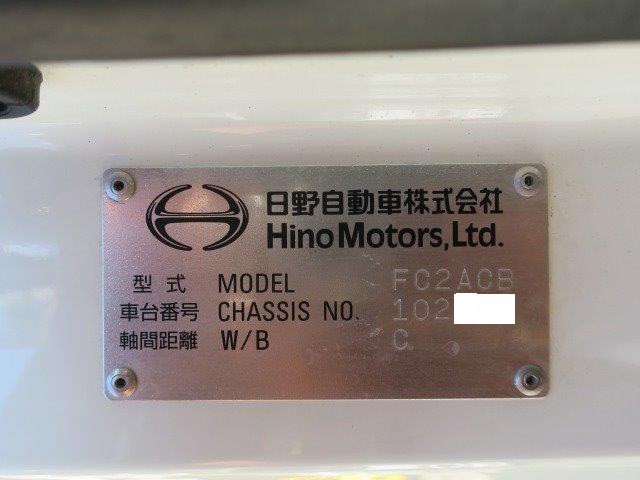 日野自動車株式会社
Hino Motors, Ltd.
型式 MODEL FC2ACB
車台番号 CHASSIS NO. 102
軸間距離 W/B C